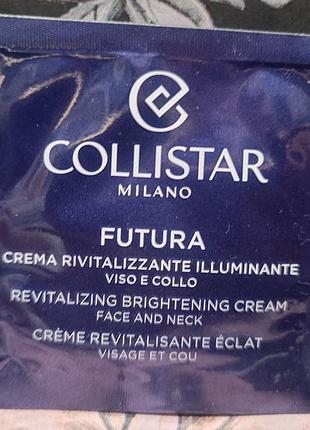 COLLISTAR
MILANO
FUTURA
CREMA RIVITALIZZANTE ILLUMINANTE
VISO E COLLO
REVITALIZING BRIGHTENING CREAM
FACE AND NECK
CRÈME REVITALISANTE ÉCLAT
VISAGE ET COU